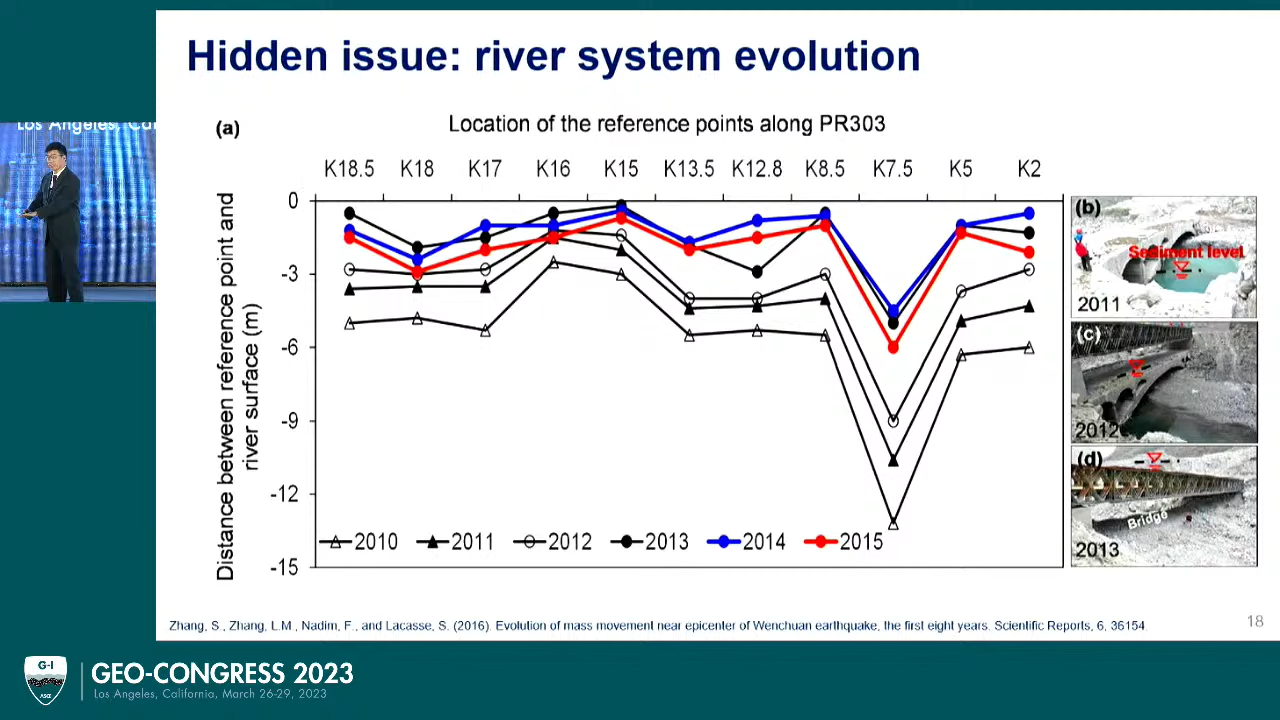 Hidden issue: river system evolution
Los Angeles, Cal
(a)
Location of the reference points along PR303
K18.5 K18 K17 K16 K15 K13.5 K12.8 K8.5 K7.5 K5 K2
Distance between reference point and
river surface (m)
0
-3
-6
-9
-12
-15
2010 2011 2012 2013 2014 2015
(b)
Sediment level
2011
(c)
2012
(d)
Bridge
2013
Zhang, S., Zhang, L.M., Nadim, F., and Lacasse, S. (2016). Evolution of mass movement near epicenter of Wenchuan earthquake, the first eight years. Scientific Reports, 6, 36154.
18
G-I
ASCE
GEO-CONGRESS 2023
Los Angeles, California, March 26-29, 2023